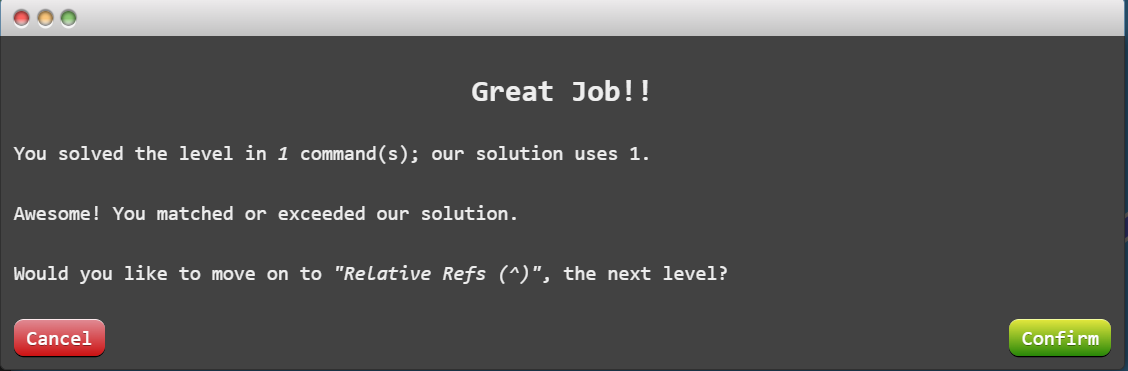 Great Job!!
You solved the level in 1 command(s); our solution uses 1.
Awesome! You matched or exceeded our solution.
Would you like to move on to "Relative Refs (^)", the next level?
Cancel
Confirm